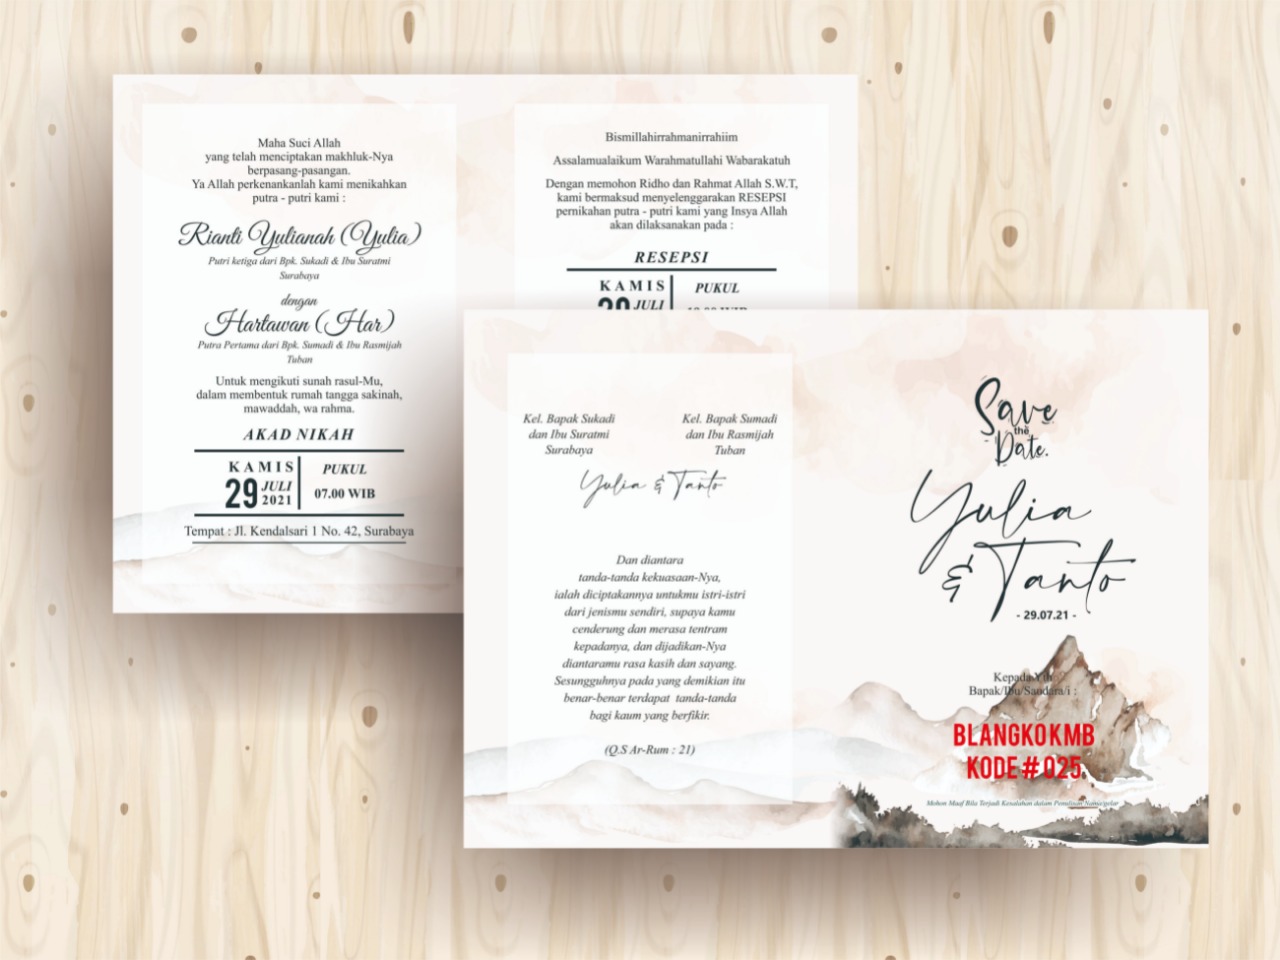 Maha Suci Allah
yang telah menciptakan makhluk-Nya
berpasang-pasangan.
Ya Allah perkenankanlah kami menikahkan
putra - putri kami :
Rianti Yulianah (Yulia)
Putri ketiga dari Bpk. Sukadi & Ibu Suratmi
Surabaya
dengan
Hartawan (Har)
Putra Pertama dari Bpk. Sumadi & Ibu Rasmijah
Tuban
Untuk mengikuti sunah rasul-Mu,
dalam membentuk rumah tangga sakinah,
mawaddah, wa rahma.
AKAD NIKAH
KAMIS
29 JULI 2021
PUKUL
07.00 WIB
Tempat : Jl. Kendalsari 1 No. 42, Surabaya
Bismillahirrahmanirrahiim
Assalamualaikum Warahmatullahi Wabarakatuh
Dengan memohon Ridho dan Rahmat Allah S.W.T,
kami bermaksud menyelenggarakan RESEPSI
pernikahan putra - putri kami yang Insya Allah
akan dilaksanakan pada :
RESEPSI
KAMIS
JULI
PUKUL
Kel. Bapak Sukadi
dan Ibu Suratmi
Surabaya
Kel. Bapak Sumadi
dan Ibu Rasmijah
Tuban
Yulia & Tanto
Dan diantara
tanda-tanda kekuasaan-Nya,
ialah diciptakannya untukmu istri-istri
dari jenismu sendiri, supaya kamu
cenderung dan merasa tentram
kepadanya, dan dijadikan-Nya
diantaramu rasa kasih dan sayang.
Sesungguhnya pada yang demikian itu
benar-benar terdapat tanda-tanda
bagi kaum yang berfikir.
(Q.S Ar-Rum : 21)
Save
the
Date.
Yulia
& Tanto
- 29.07.21 -
Kepada Yth
Bapak/Ibu/Saudara/i :
BLANGKO KMB
KODE # 025
Mohon Maaf Bila Terjadi Kesalahan dalam Penulisan Nama/gelar